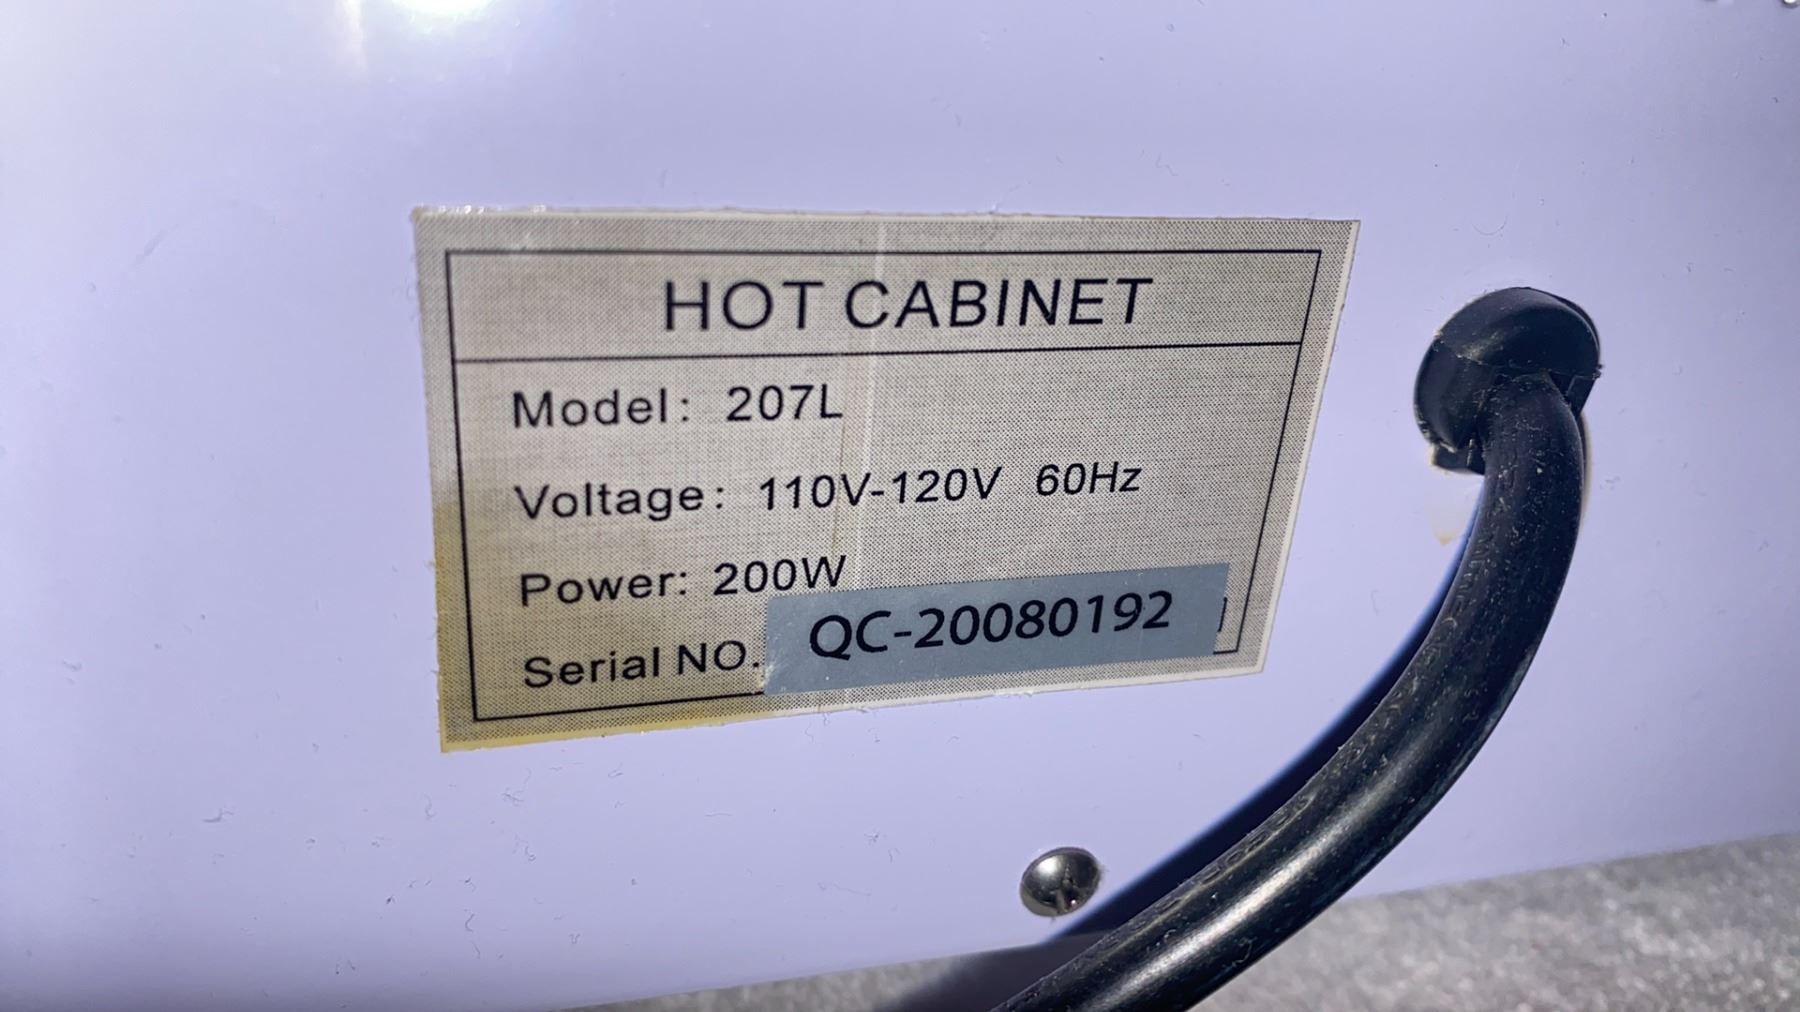 HOT CABINET
Model: 207L
Voltage: 110V-120V 60Hz
Power: 200W
Serial NO. QC-20080192